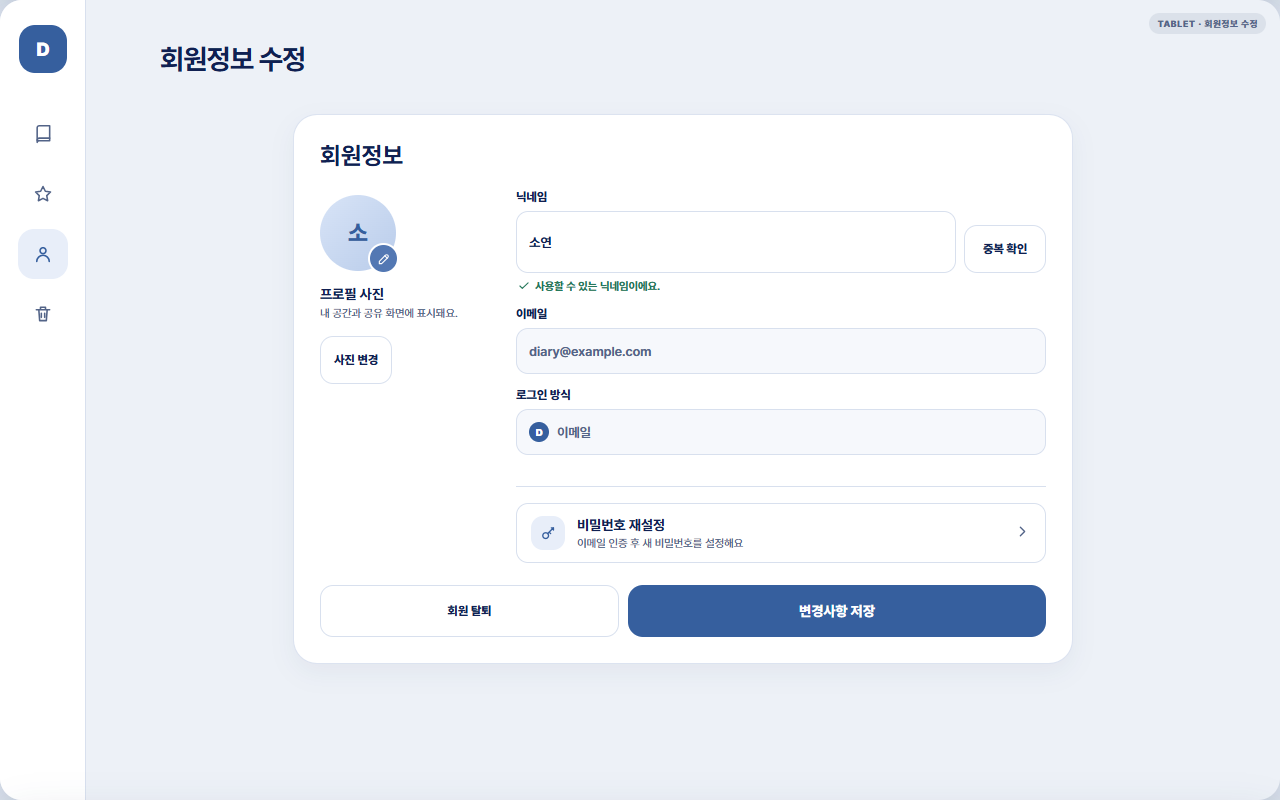 D
TABLET · 회원정보 수정
회원정보 수정
회원정보
소
프로필 사진
내 공간과 공유 화면에 표시돼요.
사진 변경
닉네임
소연
중복 확인
사용할 수 있는 닉네임이에요.
이메일
diary@example.com
로그인 방식
D 이메일
비밀번호 재설정
이메일 인증 후 새 비밀번호를 설정해요
회원 탈퇴
변경사항 저장